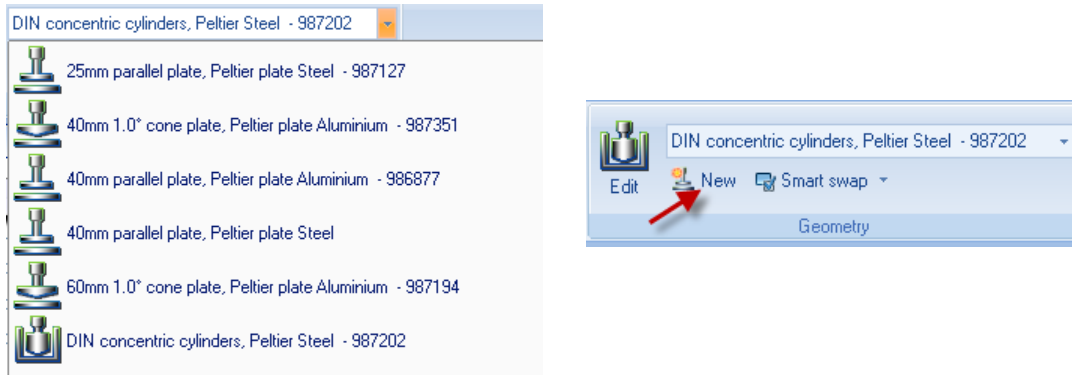 DIN concentric cylinders, Peltier Steel - 987202
25mm parallel plate, Peltier plate Steel - 987127
40mm 1.0° cone plate, Peltier plate Aluminium - 987351
40mm parallel plate, Peltier plate Aluminium - 986877
40mm parallel plate, Peltier plate Steel
60mm 1.0° cone plate, Peltier plate Aluminium - 987194
DIN concentric cylinders, Peltier Steel - 987202
DIN concentric cylinders, Peltier Steel - 987202
Edit New Smart swap
Geometry